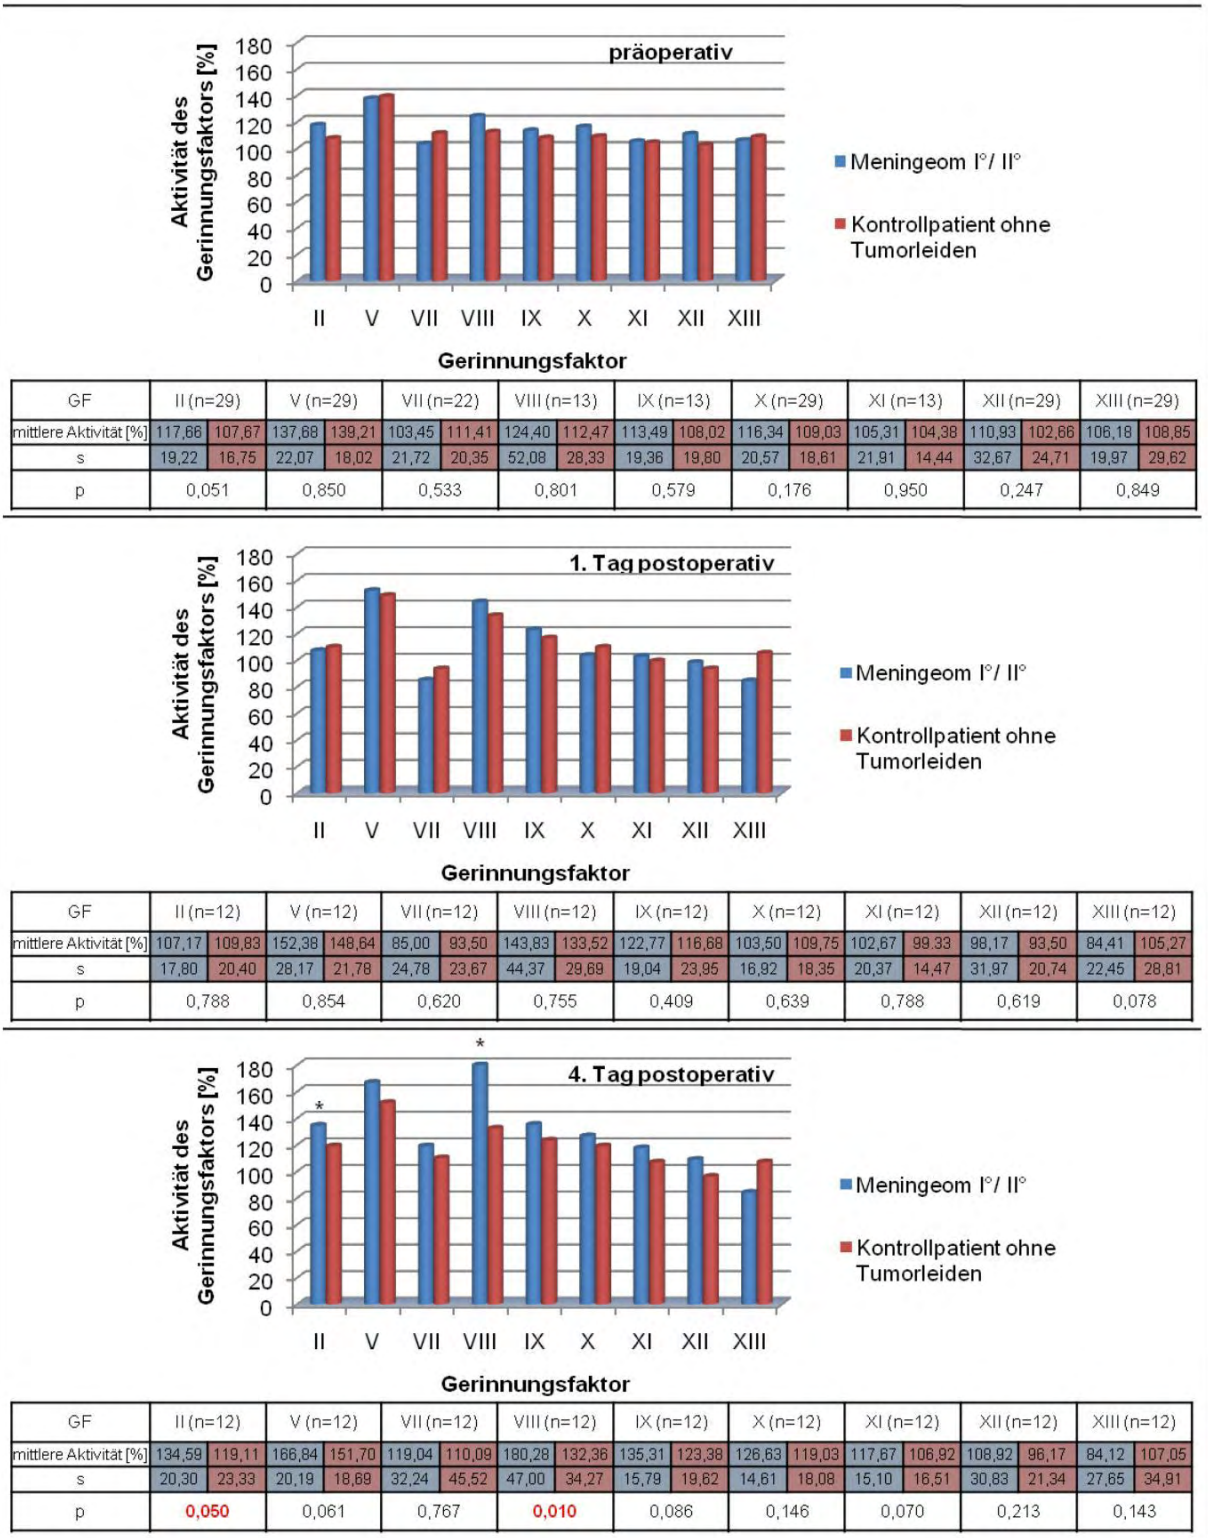 präoperativ
Aktivität des
Gerinnungsfaktors [%]
180
160
140
120
100
80
60
40
20
0
II V VII VIII IX X XI XII XIII
Gerinnungsfaktor
Meningeom I°/ II°
Kontrollpatient ohne
Tumorleiden
GF II (n=29) V (n=29) VII (n=22) VIII (n=13) IX (n=13) X (n=29) XI (n=13) XII (n=29) XIII (n=29)
mittlere Aktivität [%] 117,66 107,67 137,68 139,21 103,45 111,41 124,40 112,47 113,49 108,02 116,34 109,03 105,31 104,38 110,93 102,66 106,18 108,85
s 19,22 16,75 22,07 18,02 21,72 20,35 52,08 28,33 19,36 19,80 20,57 18,61 21,91 14,44 32,67 24,71 19,97 29,62
p 0,051 0,850 0,533 0,801 0,579 0,176 0,950 0,247 0,849
1. Tag postoperativ
Aktivität des
Gerinnungsfaktors [%]
180
160
140
120
100
80
60
40
20
0
II V VII VIII IX X XI XII XIII
Gerinnungsfaktor
Meningeom I°/ II°
Kontrollpatient ohne
Tumorleiden
GF II (n=12) V (n=12) VII (n=12) VIII (n=12) IX (n=12) X (n=12) XI (n=12) XII (n=12) XIII (n=12)
mittlere Aktivität [%] 107,17 109,83 152,38 148,64 85,00 93,50 143,83 133,52 122,77 116,68 103,50 109,75 102,67 99,33 98,17 93,50 84,41 105,27
s 17,80 20,40 28,17 21,78 24,78 23,67 44,37 29,69 19,04 23,95 16,92 18,35 20,37 14,47 31,97 20,74 22,45 28,81
p 0,788 0,854 0,620 0,755 0,409 0,639 0,788 0,619 0,078
4. Tag postoperativ
Aktivität des
Gerinnungsfaktors [%]
180
160
140
120
100
80
60
40
20
0
*
*
II V VII VIII IX X XI XII XIII
Gerinnungsfaktor
Meningeom I°/ II°
Kontrollpatient ohne
Tumorleiden
GF II (n=12) V (n=12) VII (n=12) VIII (n=12) IX (n=12) X (n=12) XI (n=12) XII (n=12) XIII (n=12)
mittlere Aktivität [%] 134,59 119,11 166,84 151,70 119,04 110,09 180,28 132,36 135,31 123,38 126,63 119,03 117,67 106,92 108,92 96,17 84,12 107,05
s 20,30 23,33 20,19 18,69 32,24 45,52 47,00 34,27 15,79 19,62 14,61 18,08 15,10 16,51 30,83 21,34 27,65 34,91
p 0,050 0,061 0,767 0,010 0,086 0,146 0,070 0,213 0,143